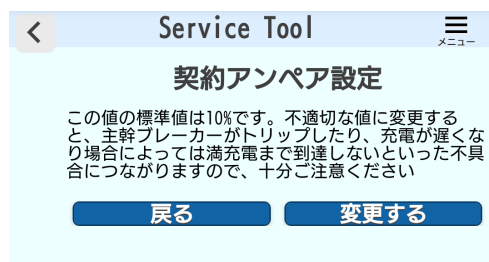 Service Tool
メニュー
契約アンペア設定
この値の標準値は10%です。不適切な値に変更する
と、主幹ブレーカーがトリップしたり、充電が遅くな
り場合によっては満充電まで到達しないといった不具
合につながりますので、十分ご注意ください
戻る
変更する